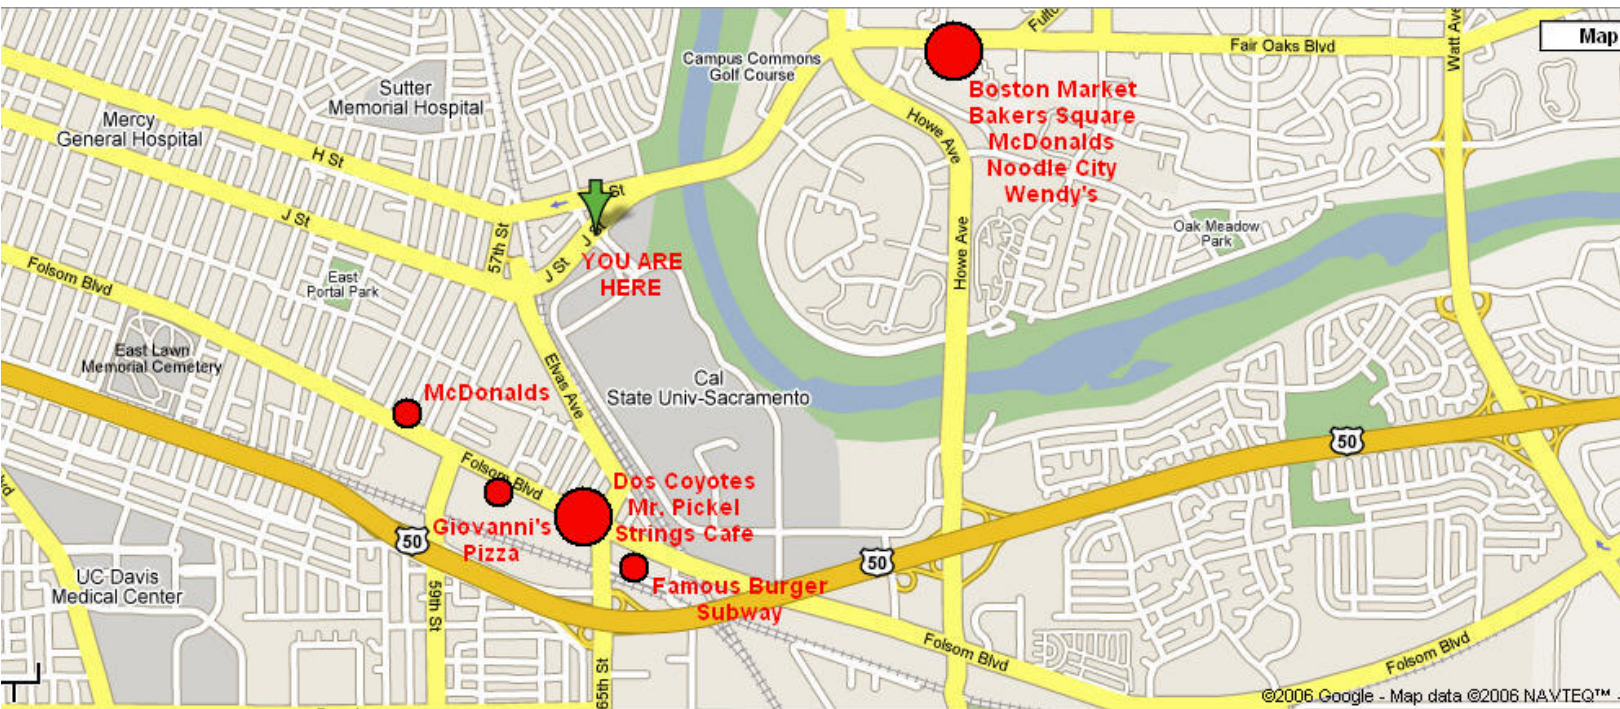 Campus Commons
Golf Course
Fulto
Fair Oaks Blvd
Watt Ave
Map
Sutter
Memorial Hospital
Mercy
General Hospital
Boston Market
Bakers Square
McDonalds
Noodle City
Wendy's
Howe Ave
H St
St
J St
J St
J St
57th St
YOU ARE
HERE
Howe Ave
Oak Meadow
Park
Folsom Blvd
East
Portal Park
East Lawn
Memorial Cemetery
Elvas Ave
Cal
State Univ-Sacramento
McDonalds
50
Folsom Blvd
Dos Coyotes
Mr. Pickel
Strings Cafe
Giovanni's
Pizza
50
50
Famous Burger
Subway
UC-Davis
Medical Center
59th St
65th St
Folsom Blvd
Folsom Blvd
vd
©2006 Google - Map data ©2006 NAVTEQ™ -